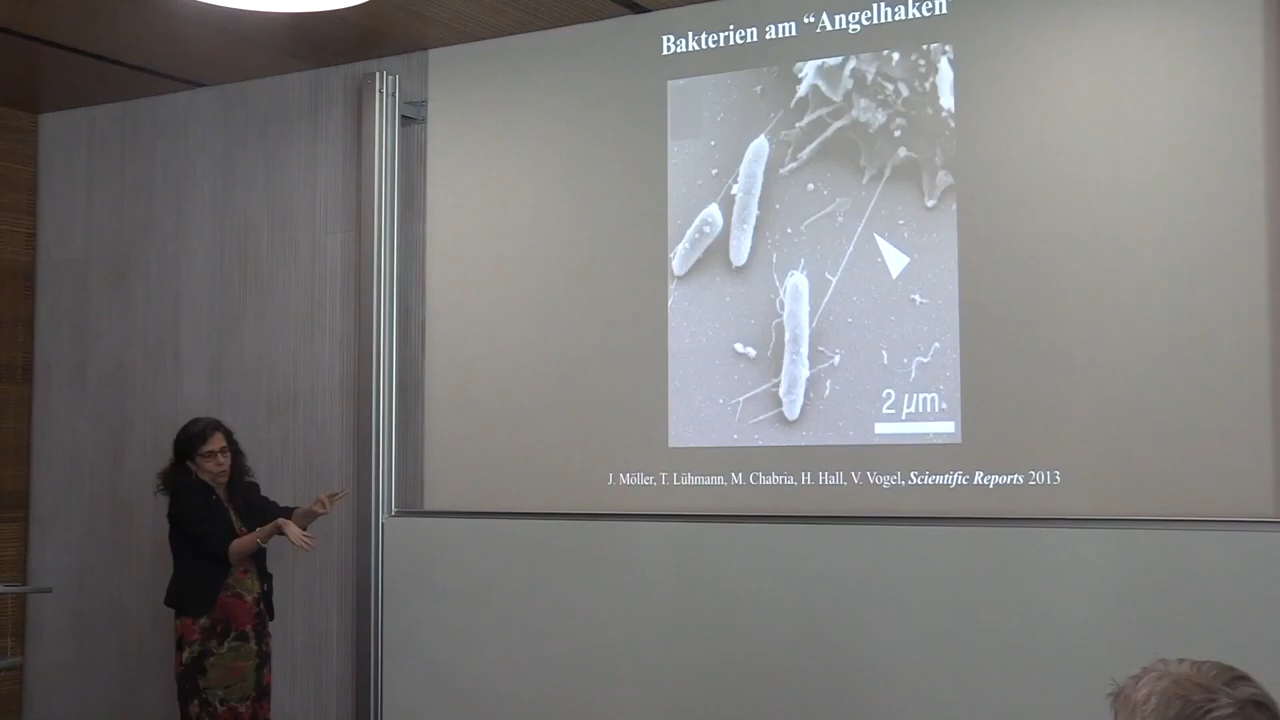 Bakterien am “Angelhaken”
2 µm
J. Möller, T. Lühmann, M. Chabria, H. Hall, V. Vogel, Scientific Reports 2013